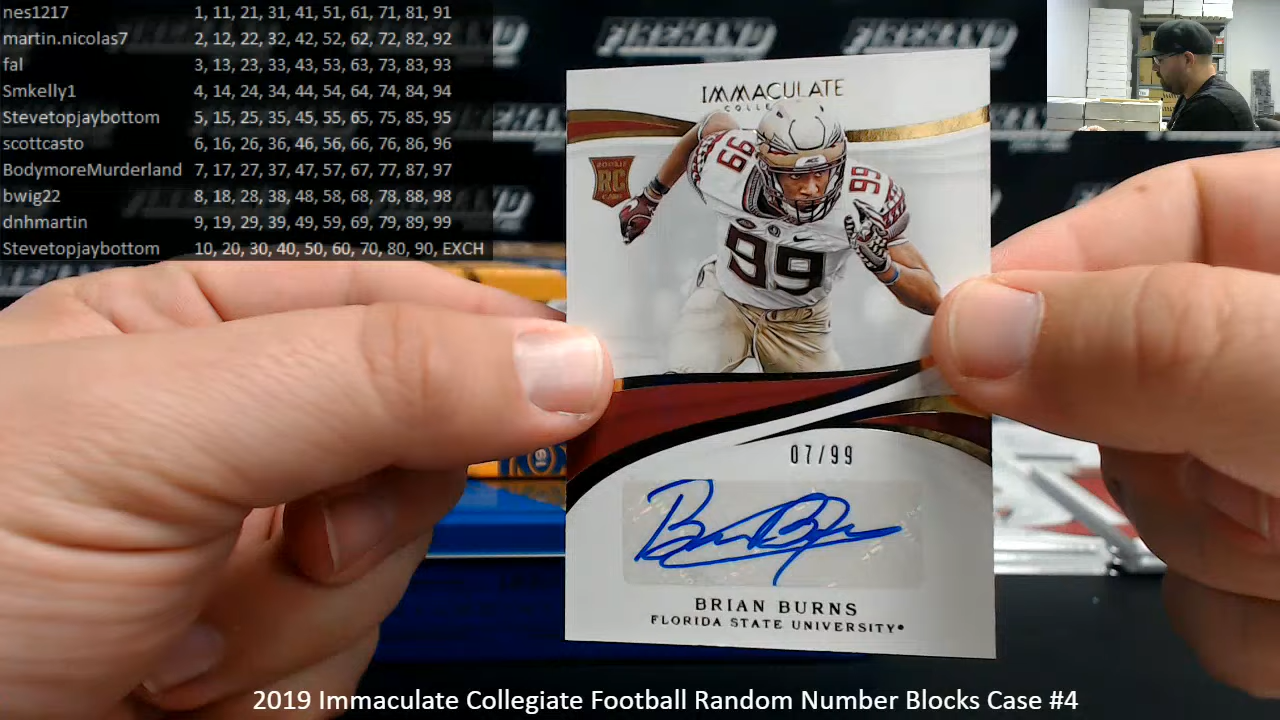 nes1217 1, 11, 21, 31, 41, 51, 61, 71, 81, 91
martin.nicolas7 2, 12, 22, 32, 42, 52, 62, 72, 82, 92
fal 3, 13, 23, 33, 43, 53, 63, 73, 83, 93
Smkelly1 4, 14, 24, 34, 44, 54, 64, 74, 84, 94
Stevetopjaybottom 5, 15, 25, 35, 45, 55, 65, 75, 85, 95
scottcasto 6, 16, 26, 36, 46, 56, 66, 76, 86, 96
BodymoreMurderland 7, 17, 27, 37, 47, 57, 67, 77, 87, 97
bwig22 8, 18, 28, 38, 48, 58, 68, 78, 88, 98
dnhmartin 9, 19, 29, 39, 49, 59, 69, 79, 89, 99
Stevetopjaybottom 10, 20, 30, 40, 50, 60, 70, 80, 90, EXCH
FIREHAND
IMMACULATE
ROOKIE
RC
CARD
99
99
99
07/99
BRIAN BURNS
FLORIDA STATE UNIVERSITY
2019 Immaculate Collegiate Football Random Number Blocks Case #4